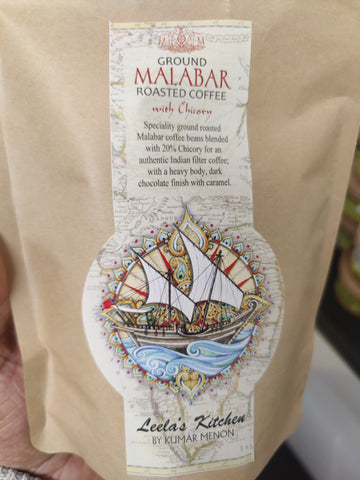 GROUND
MALABAR
ROASTED COFFEE
with Chicory
Speciality ground roasted
Malabar coffee beans blended
with 20% Chicory for an
authentic Indian filter coffee;
with a heavy body, dark
chocolate finish with caramel.
Leela's Kitchen
BY KUMAR MENON